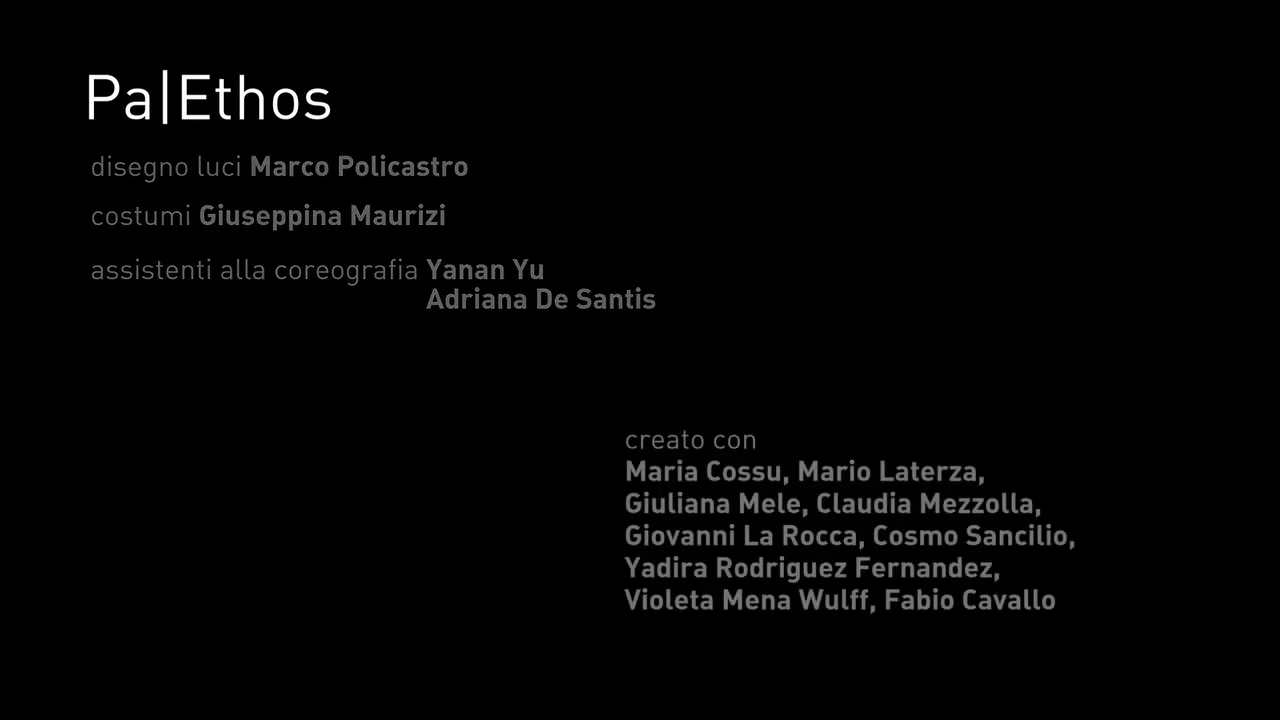 Pa|Ethos
disegno luci Marco Policastro
costumi Giuseppina Maurizi
assistenti alla coreografia Yanan Yu
Adriana De Santis
creato con
Maria Cossu, Mario Laterza,
Giuliana Mele, Claudia Mezzolla,
Giovanni La Rocca, Cosmo Sancilio,
Yadira Rodriguez Fernandez,
Violeta Mena Wulff, Fabio Cavallo